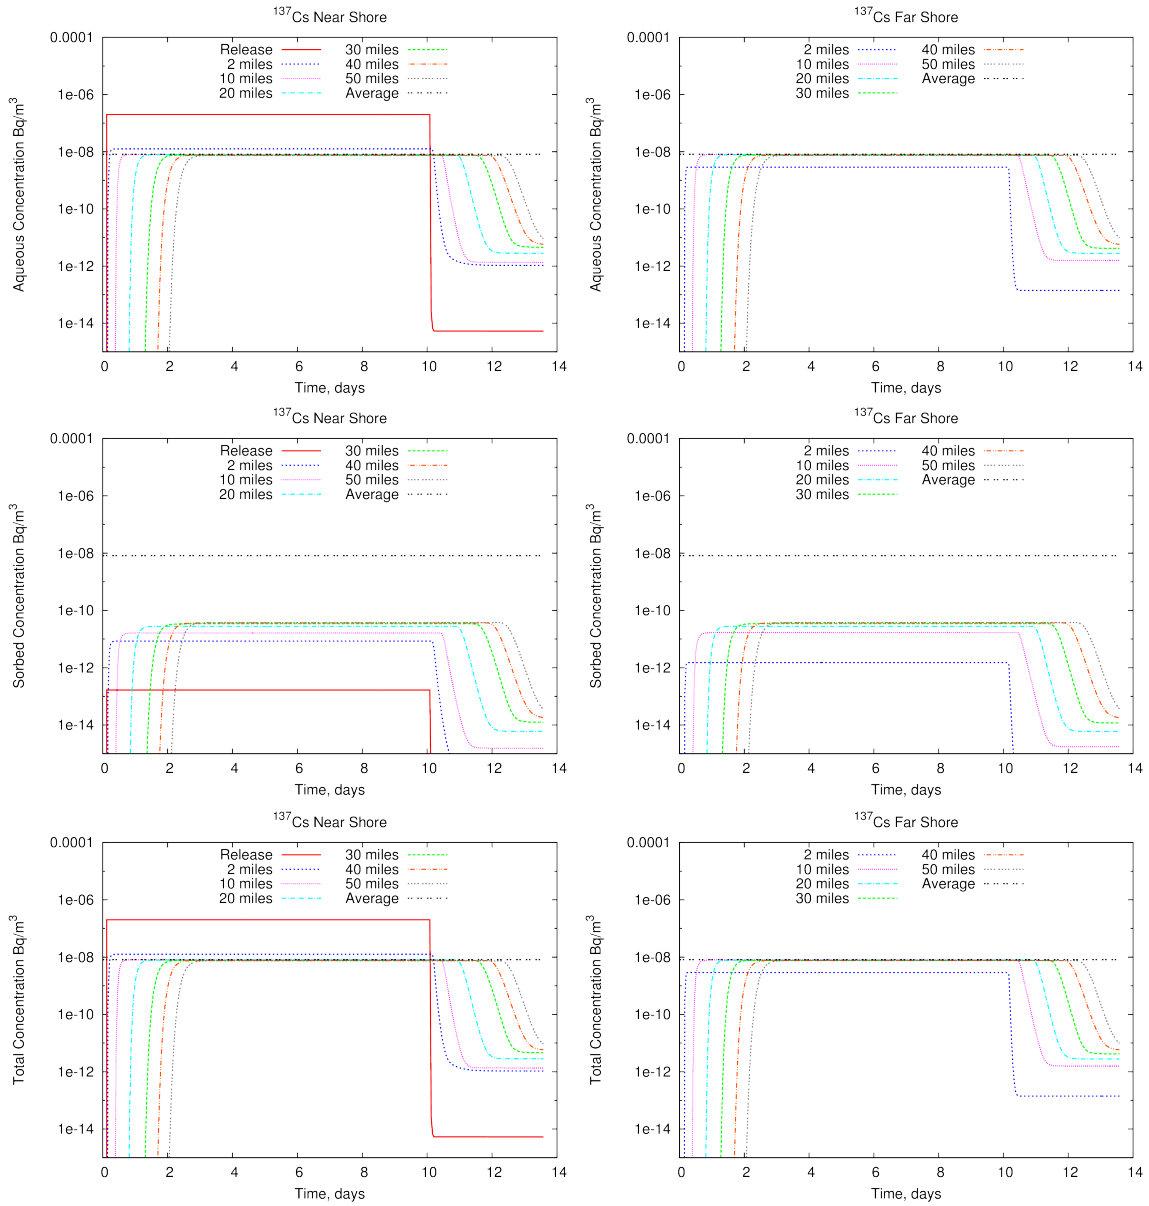 ¹³⁷Cs Near Shore
0.0001
1e-06
1e-08
1e-10
1e-12
1e-14
Aqueous Concentration Bq/m³
Release
2 miles
10 miles
20 miles
30 miles
40 miles
50 miles
Average
0 2 4 6 8 10 12 14
Time, days
¹³⁷Cs Far Shore
0.0001
1e-06
1e-08
1e-10
1e-12
1e-14
Aqueous Concentration Bq/m³
2 miles
10 miles
20 miles
30 miles
40 miles
50 miles
Average
0 2 4 6 8 10 12 14
Time, days
¹³⁷Cs Near Shore
0.0001
1e-06
1e-08
1e-10
1e-12
1e-14
Sorbed Concentration Bq/m³
Release
2 miles
10 miles
20 miles
30 miles
40 miles
50 miles
Average
0 2 4 6 8 10 12 14
Time, days
¹³⁷Cs Far Shore
0.0001
1e-06
1e-08
1e-10
1e-12
1e-14
Sorbed Concentration Bq/m³
2 miles
10 miles
20 miles
30 miles
40 miles
50 miles
Average
0 2 4 6 8 10 12 14
Time, days
¹³⁷Cs Near Shore
0.0001
1e-06
1e-08
1e-10
1e-12
1e-14
Total Concentration Bq/m³
Release
2 miles
10 miles
20 miles
30 miles
40 miles
50 miles
Average
0 2 4 6 8 10 12 14
Time, days
¹³⁷Cs Far Shore
0.0001
1e-06
1e-08
1e-10
1e-12
1e-14
Total Concentration Bq/m³
2 miles
10 miles
20 miles
30 miles
40 miles
50 miles
Average
0 2 4 6 8 10 12 14
Time, days